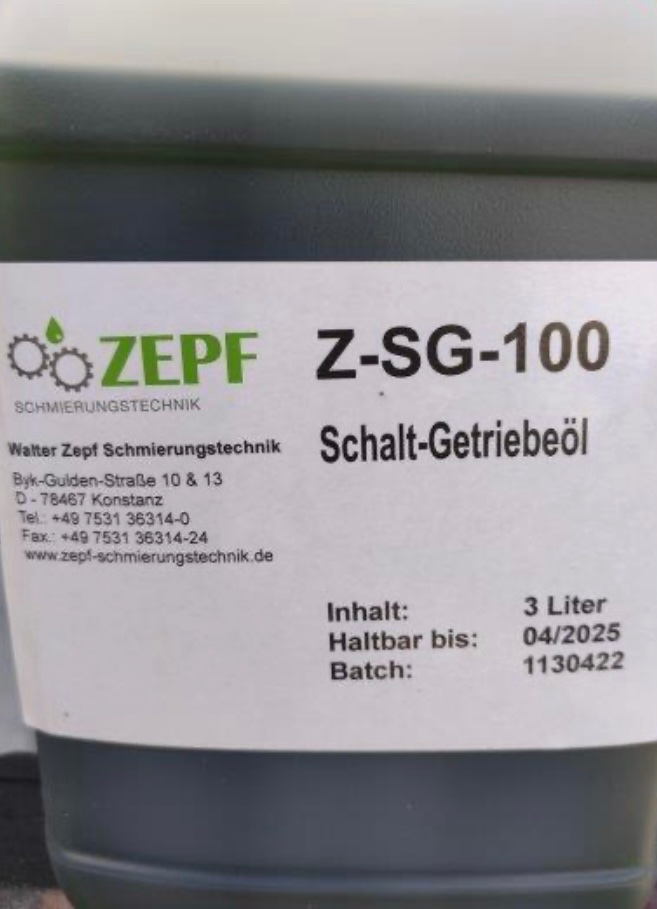 ZEPF
SCHMIERUNGSTECHNIK
Walter Zepf Schmierungstechnik
Byk-Gulden-Straße 10 & 13
D - 78467 Konstanz
Tel.: +49 7531 36314-0
Fax.: +49 7531 36314-24
www.zepf-schmierungstechnik.de
Z-SG-100
Schalt-Getriebeöl
Inhalt: 3 Liter
Haltbar bis: 04/2025
Batch: 1130422